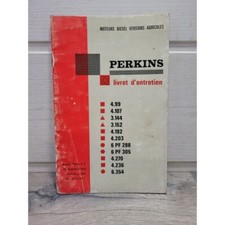 MOTEURS DIESEL VERSIONS AGRICOLES
PERKINS
livret d'entretien
4.99
4.107
3.144
3.152
4.192
4.203
6 PF 288
6 PF 305
4.270
4.236
6.354